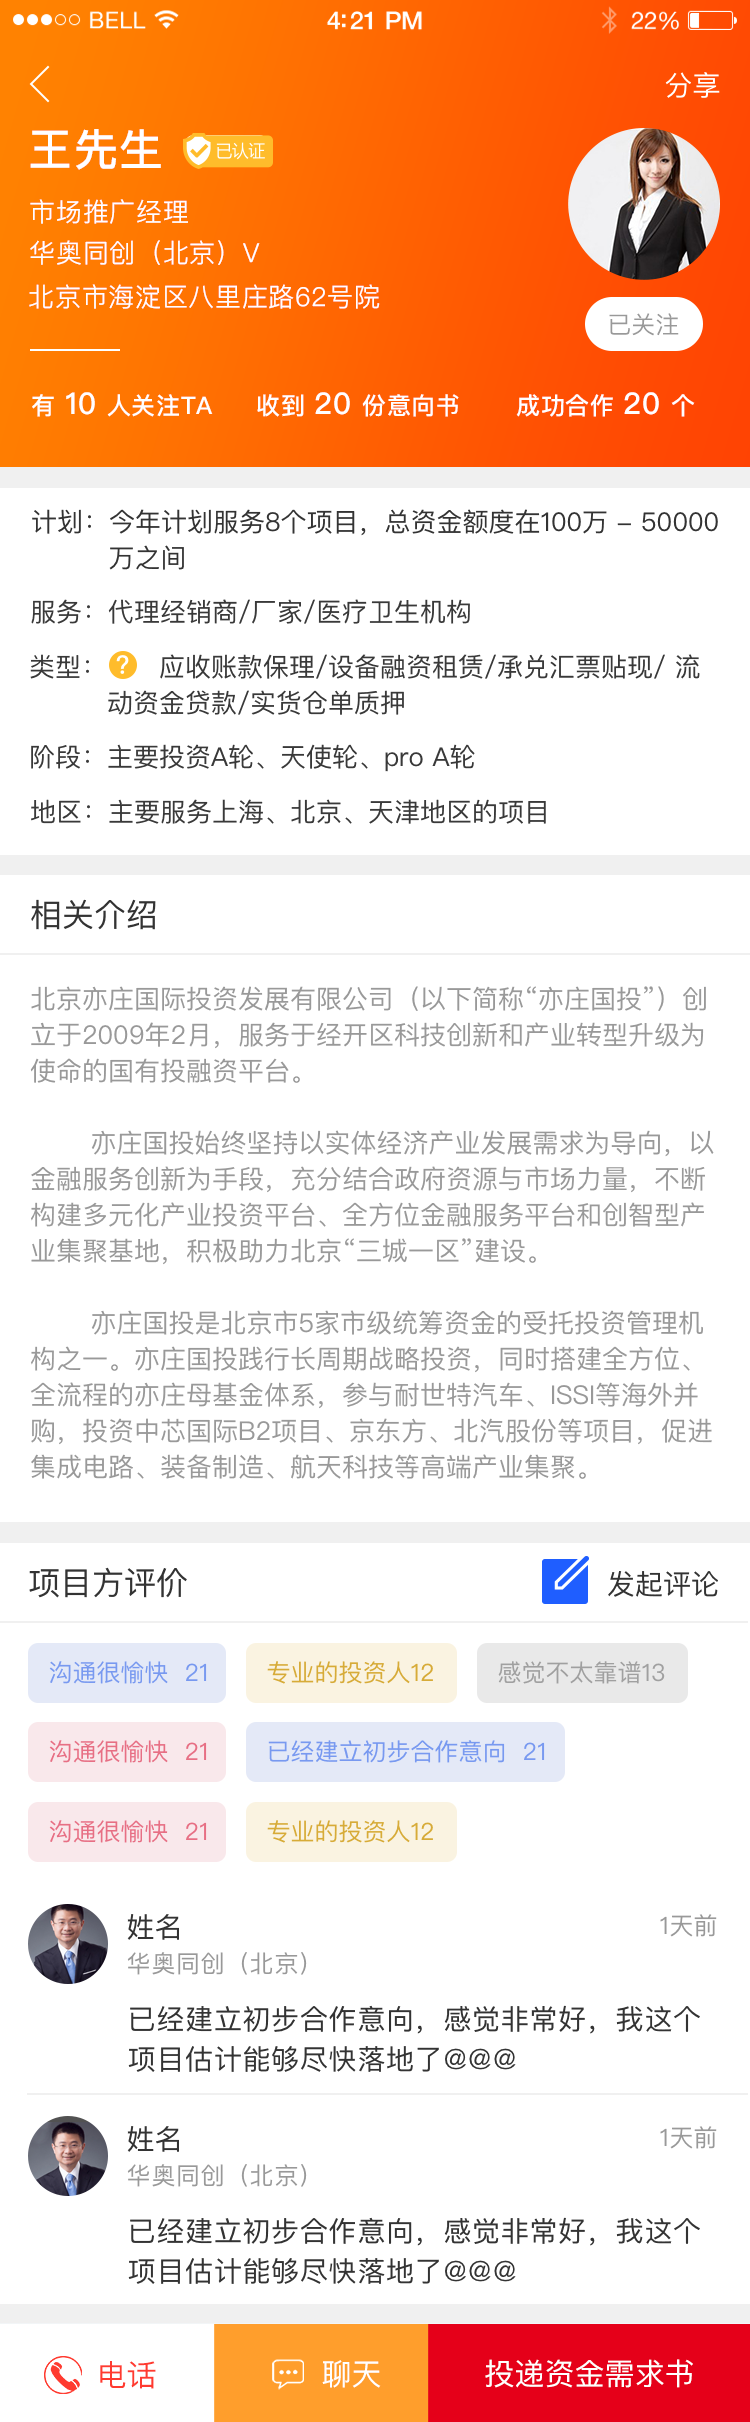 BELL 4:21 PM 22%
分享
王先生 已认证
市场推广经理
华奥同创（北京）V
北京市海淀区八里庄路62号院
已关注
有 10 人关注TA 收到 20 份意向书 成功合作 20 个
计划：今年计划服务8个项目，总资金额度在100万 – 50000
万之间
服务：代理经销商/厂家/医疗卫生机构
类型：? 应收账款保理/设备融资租赁/承兑汇票贴现/ 流
动资金贷款/实货仓单质押
阶段：主要投资A轮、天使轮、pro A轮
地区：主要服务上海、北京、天津地区的项目
相关介绍
北京亦庄国际投资发展有限公司（以下简称“亦庄国投”）创
立于2009年2月，服务于经开区科技创新和产业转型升级为
使命的国有投融资平台。
亦庄国投始终坚持以实体经济产业发展需求为导向，以
金融服务创新为手段，充分结合政府资源与市场力量，不断
构建多元化产业投资平台、全方位金融服务平台和创智型产
业集聚基地，积极助力北京“三城一区”建设。
亦庄国投是北京市5家市级统筹资金的受托投资管理机
构之一。亦庄国投践行长周期战略投资，同时搭建全方位、
全流程的亦庄母基金体系，参与耐世特汽车、ISSI等海外并
购，投资中芯国际B2项目、京东方、北汽股份等项目，促进
集成电路、装备制造、航天科技等高端产业集聚。
项目方评价 发起评论
沟通很愉快 21 专业的投资人12 感觉不太靠谱13
沟通很愉快 21 已经建立初步合作意向 21
沟通很愉快 21 专业的投资人12
姓名 1天前
华奥同创（北京）
已经建立初步合作意向，感觉非常好，我这个
项目估计能够尽快落地了@@@
姓名 1天前
华奥同创（北京）
已经建立初步合作意向，感觉非常好，我这个
项目估计能够尽快落地了@@@
电话 聊天 投递资金需求书